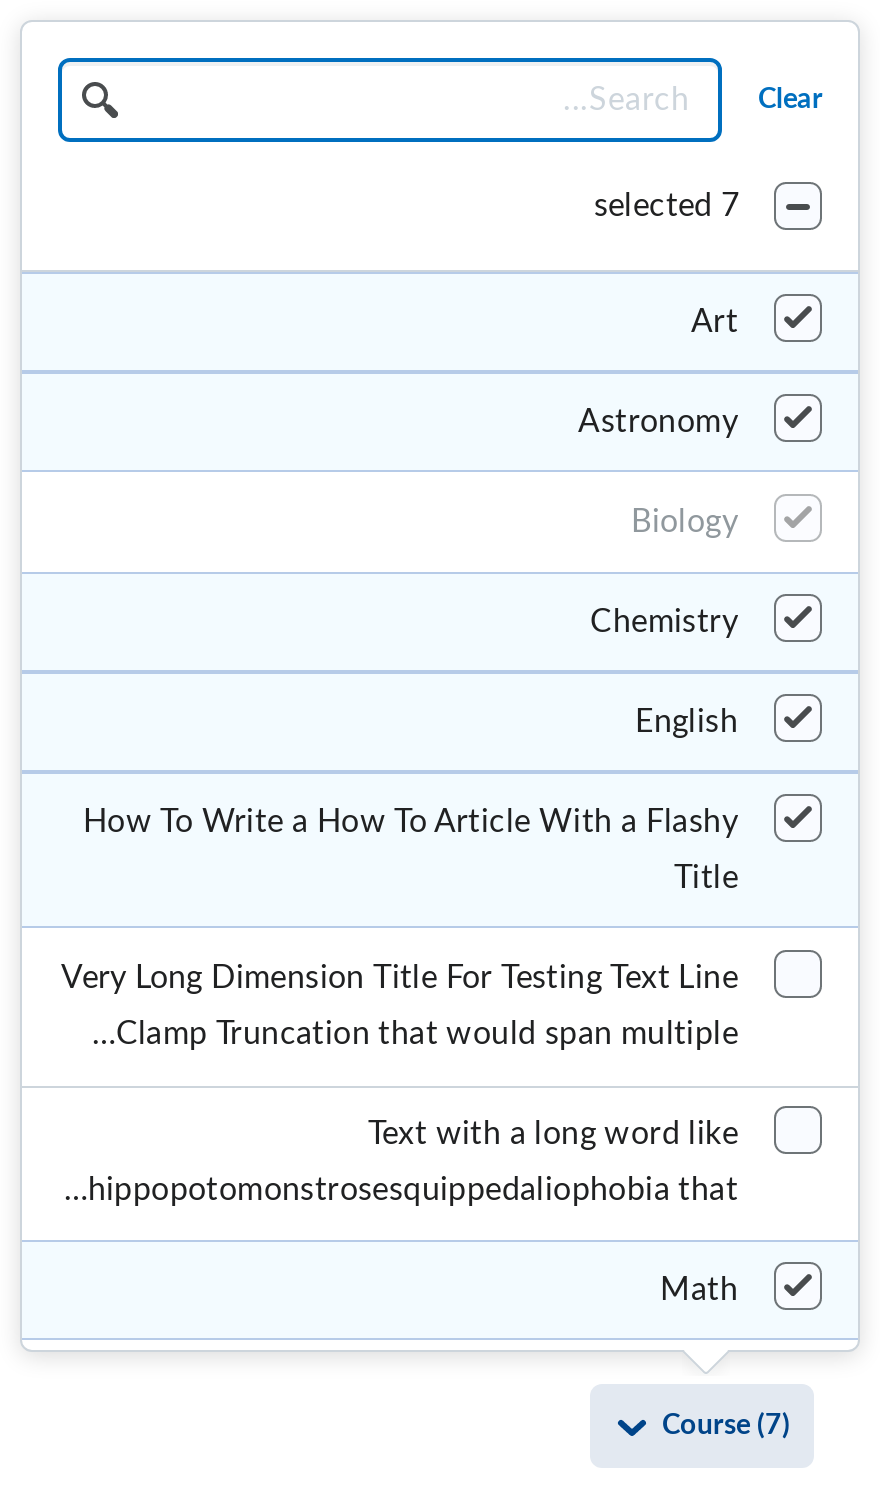 ...Search
Clear
selected 7
Art
Astronomy
Biology
Chemistry
English
How To Write a How To Article With a Flashy
Title
Very Long Dimension Title For Testing Text Line
...Clamp Truncation that would span multiple
Text with a long word like
...hippopotomonstrosesquippedaliophobia that
Math
Course (7)